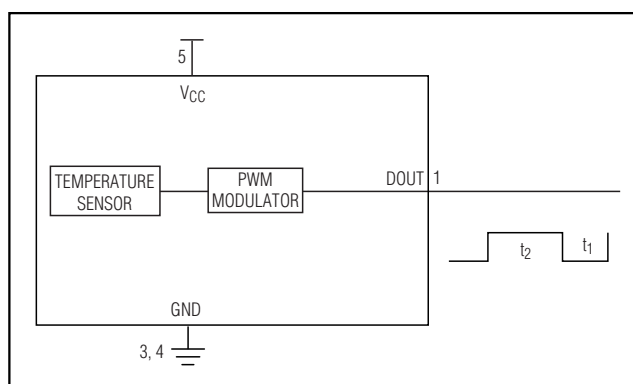 5
VCC
TEMPERATURE
SENSOR
PWM
MODULATOR
DOUT 1
t2
t1
GND
3, 4